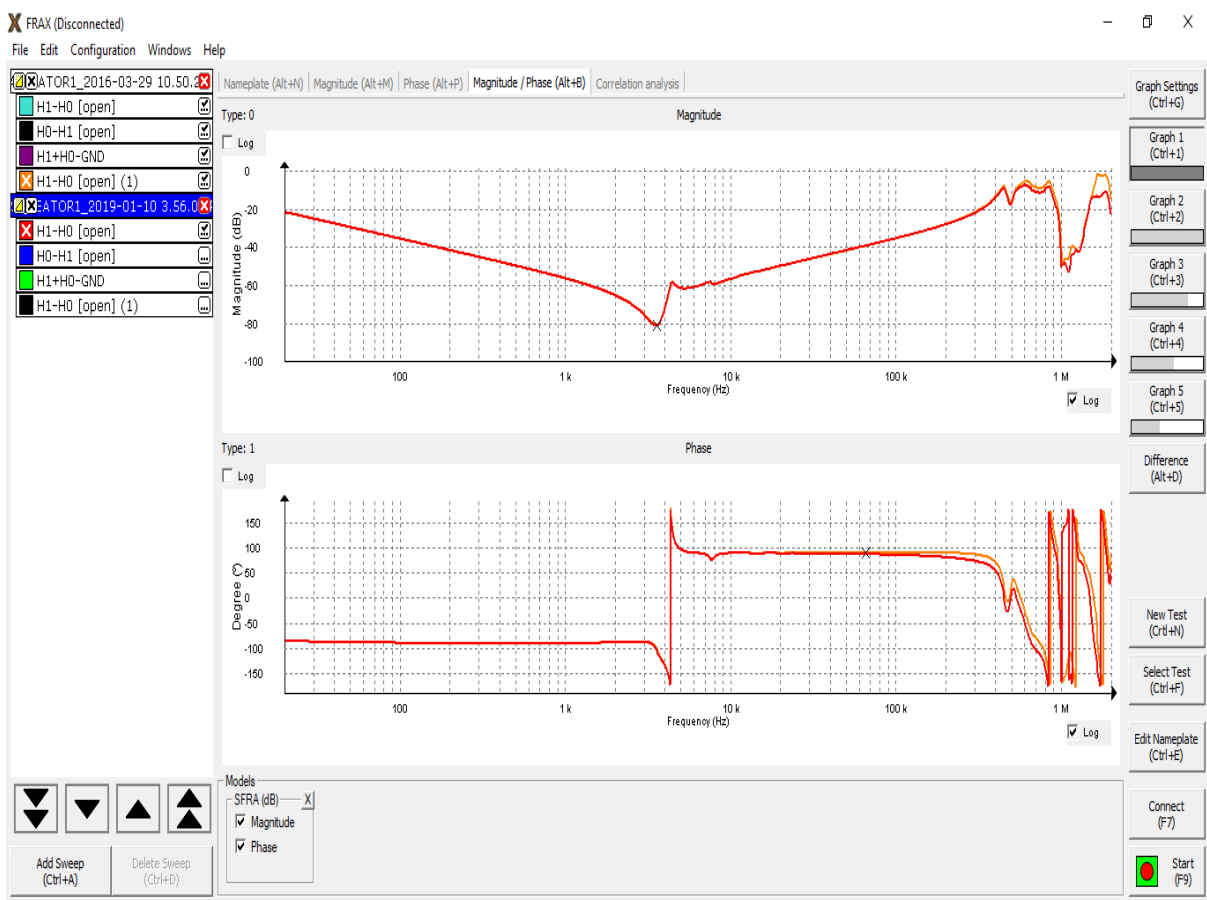 FRAX (Disconnected)
File Edit Configuration Windows Help
ATOR1_2016-03-29 10.50.2
H1-H0 [open]
H0-H1 [open]
H1+H0-GND
H1-H0 [open] (1)
EATOR1_2019-01-10 3.56.0
H1-H0 [open]
H0-H1 [open]
H1+H0-GND
H1-H0 [open] (1)
Nameplate (Alt+N) Magnitude (Alt+M) Phase (Alt+P) Magnitude / Phase (Alt+B) Correlation analysis
Type: 0 Magnitude
Log
0
-20
-40
-60
-80
-100
Magnitude (dB)
100 1 k 10 k 100 k 1 M
Frequency (Hz)
Log
Type: 1 Phase
Log
150
100
50
0
-50
-100
-150
Degree (º)
100 1 k 10 k 100 k 1 M
Frequency (Hz)
Log
Models
SFRA (dB) X
Magnitude
Phase
Add Sweep
(Ctrl+A)
Delete Sweep
(Ctrl+D)
Graph Settings
(Ctrl+G)
Graph 1
(Ctrl+1)
Graph 2
(Ctrl+2)
Graph 3
(Ctrl+3)
Graph 4
(Ctrl+4)
Graph 5
(Ctrl+5)
Difference
(Alt+D)
New Test
(Crtl+N)
Select Test
(Ctrl+F)
Edit Nameplate
(Ctrl+E)
Connect
(F7)
Start
(F9)